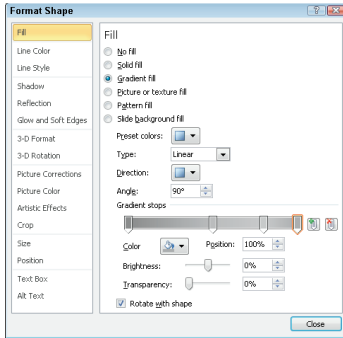 Format Shape
Fill
Line Color
Line Style
Shadow
Reflection
Glow and Soft Edges
3-D Format
3-D Rotation
Picture Corrections
Picture Color
Artistic Effects
Crop
Size
Position
Text Box
Alt Text
Fill
No fill
Solid fill
Gradient fill
Picture or texture fill
Pattern fill
Slide background fill
Preset colors:
Type: Linear
Direction:
Angle: 90°
Gradient stops
Color Position: 100%
Brightness: 0%
Transparency: 0%
Rotate with shape
Close